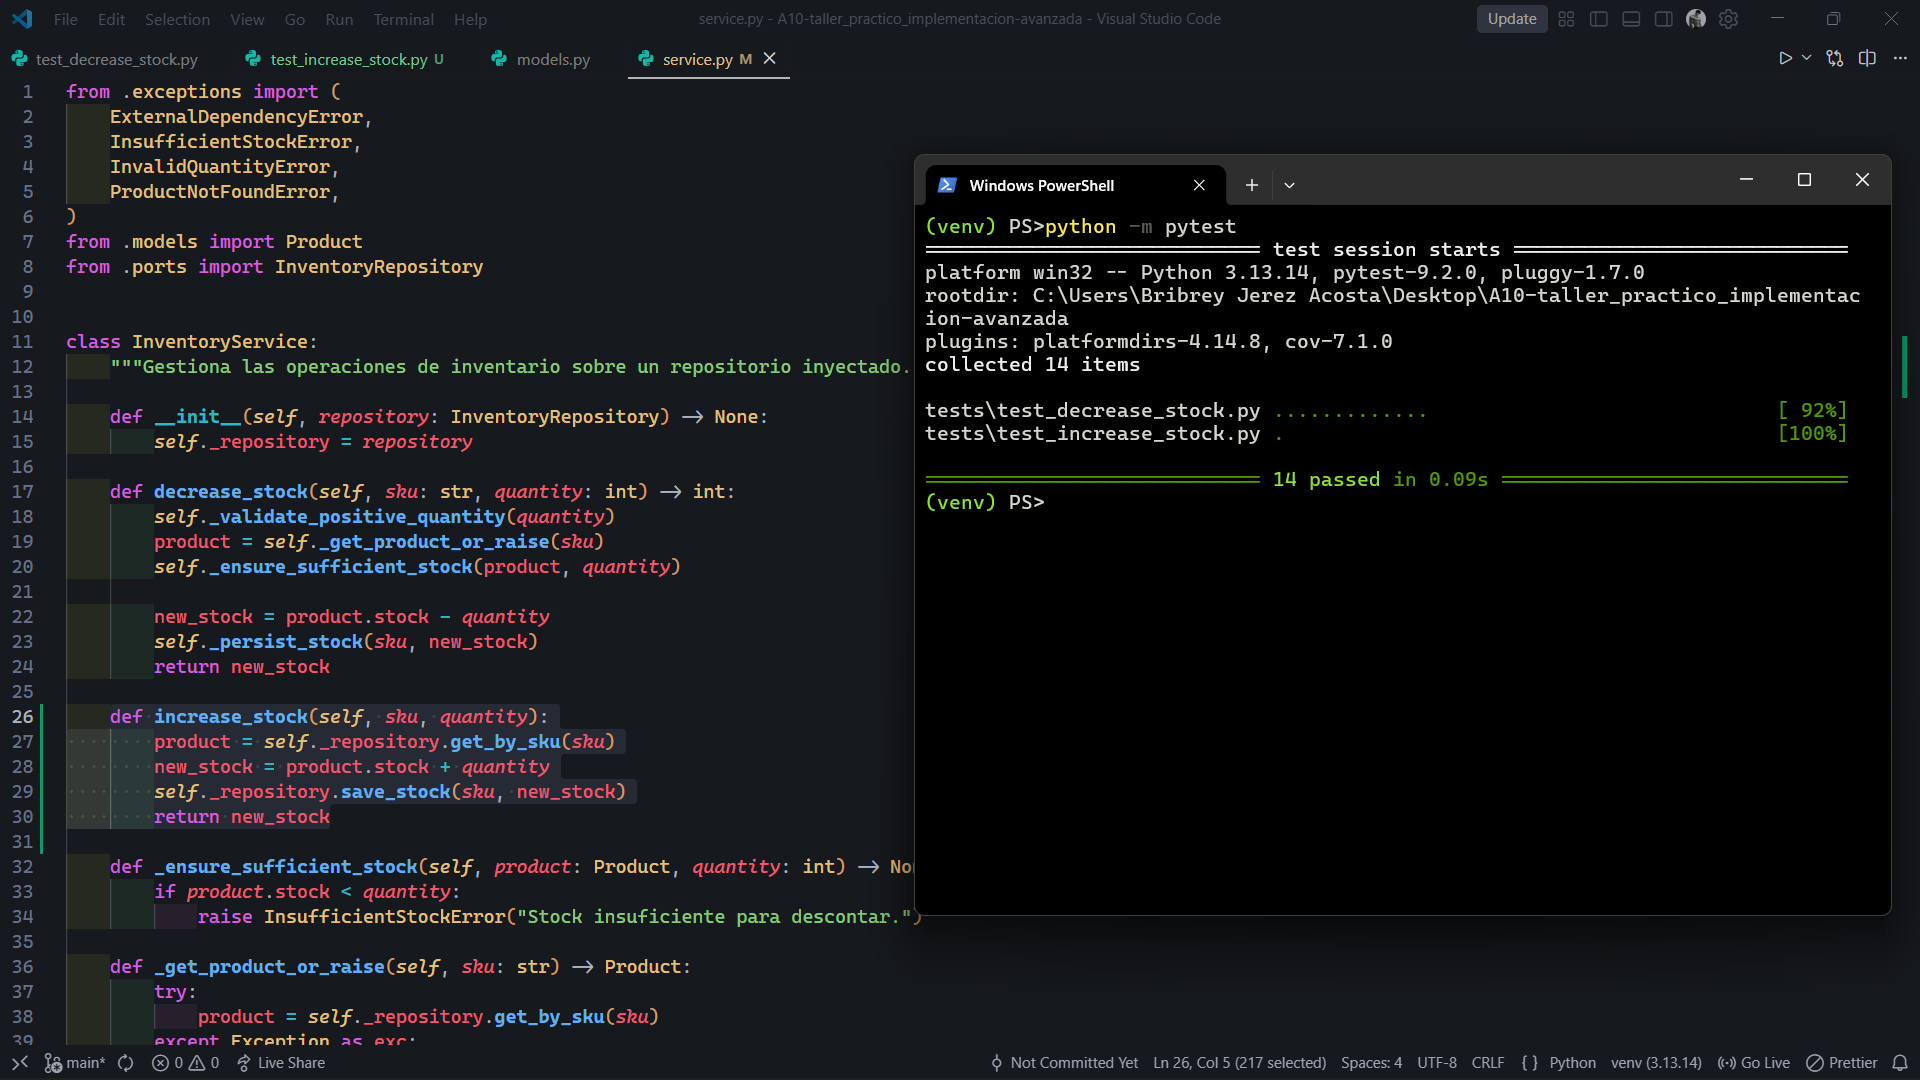 File Edit Selection View Go Run Terminal Help
service.py - A10-taller_practico_implementacion-avanzada - Visual Studio Code
Update
test_decrease_stock.py
test_increase_stock.py U
models.py
service.py M
1 from .exceptions import (
2 ExternalDependencyError,
3 InsufficientStockError,
4 InvalidQuantityError,
5 ProductNotFoundError,
6 )
7 from .models import Product
8 from .ports import InventoryRepository
9
10
11 class InventoryService:
12 """Gestiona las operaciones de inventario sobre un repositorio inyectado.
13
14 def __init__(self, repository: InventoryRepository) -> None:
15 self._repository = repository
16
17 def decrease_stock(self, sku: str, quantity: int) -> int:
18 self._validate_positive_quantity(quantity)
19 product = self._get_product_or_raise(sku)
20 self._ensure_sufficient_stock(product, quantity)
21
22 new_stock = product.stock - quantity
23 self._persist_stock(sku, new_stock)
24 return new_stock
25
26 def increase_stock(self, sku, quantity):
27 product = self._repository.get_by_sku(sku)
28 new_stock = product.stock + quantity
29 self._repository.save_stock(sku, new_stock)
30 return new_stock
31
32 def _ensure_sufficient_stock(self, product: Product, quantity: int) -> No
33 if product.stock < quantity:
34 raise InsufficientStockError("Stock insuficiente para descontar.")
35
36 def _get_product_or_raise(self, sku: str) -> Product:
37 try:
38 product = self._repository.get_by_sku(sku)
39 except Exception as exc:
Windows PowerShell
(venv) PS>python -m pytest
============================ test session starts ============================
platform win32 -- Python 3.13.14, pytest-9.2.0, pluggy-1.7.0
rootdir: C:\Users\Bribrey Jerez Acosta\Desktop\A10-taller_practico_implementac
ion-avanzada
plugins: platformdirs-4.14.8, cov-7.1.0
collected 14 items
tests\test_decrease_stock.py ............. [ 92%]
tests\test_increase_stock.py . [100%]
============================ 14 passed in 0.09s =============================
(venv) PS>
main* 0 0 Live Share
Not Committed Yet Ln 26, Col 5 (217 selected) Spaces: 4 UTF-8 CRLF { } Python venv (3.13.14) Go Live Prettier